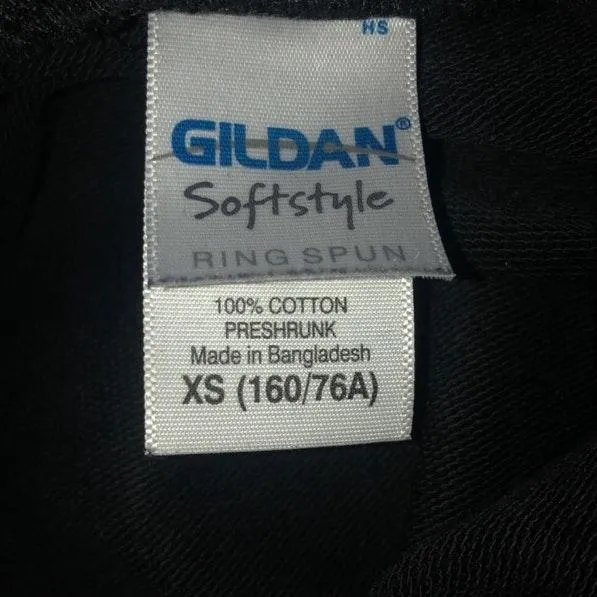 HS
GILDAN®
Softstyle
RING SPUN
100% COTTON
PRESHRUNK
Made in Bangladesh
XS (160/76A)